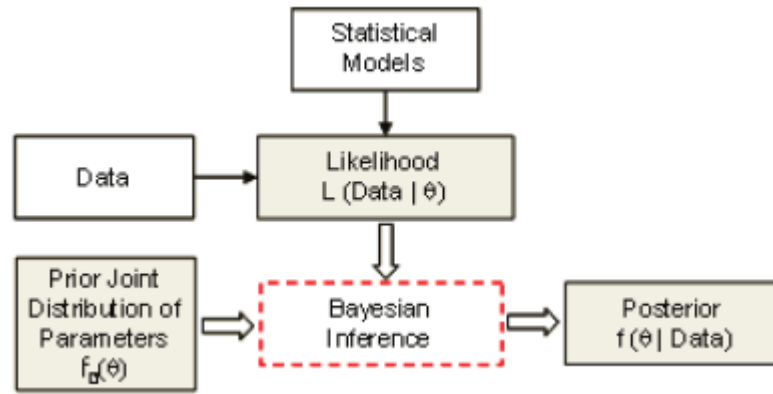 Statistical
Models
Data
Likelihood
L (Data | θ)
Prior Joint
Distribution of
Parameters
f₀(θ)
Bayesian
Inference
Posterior
f (θ | Data)